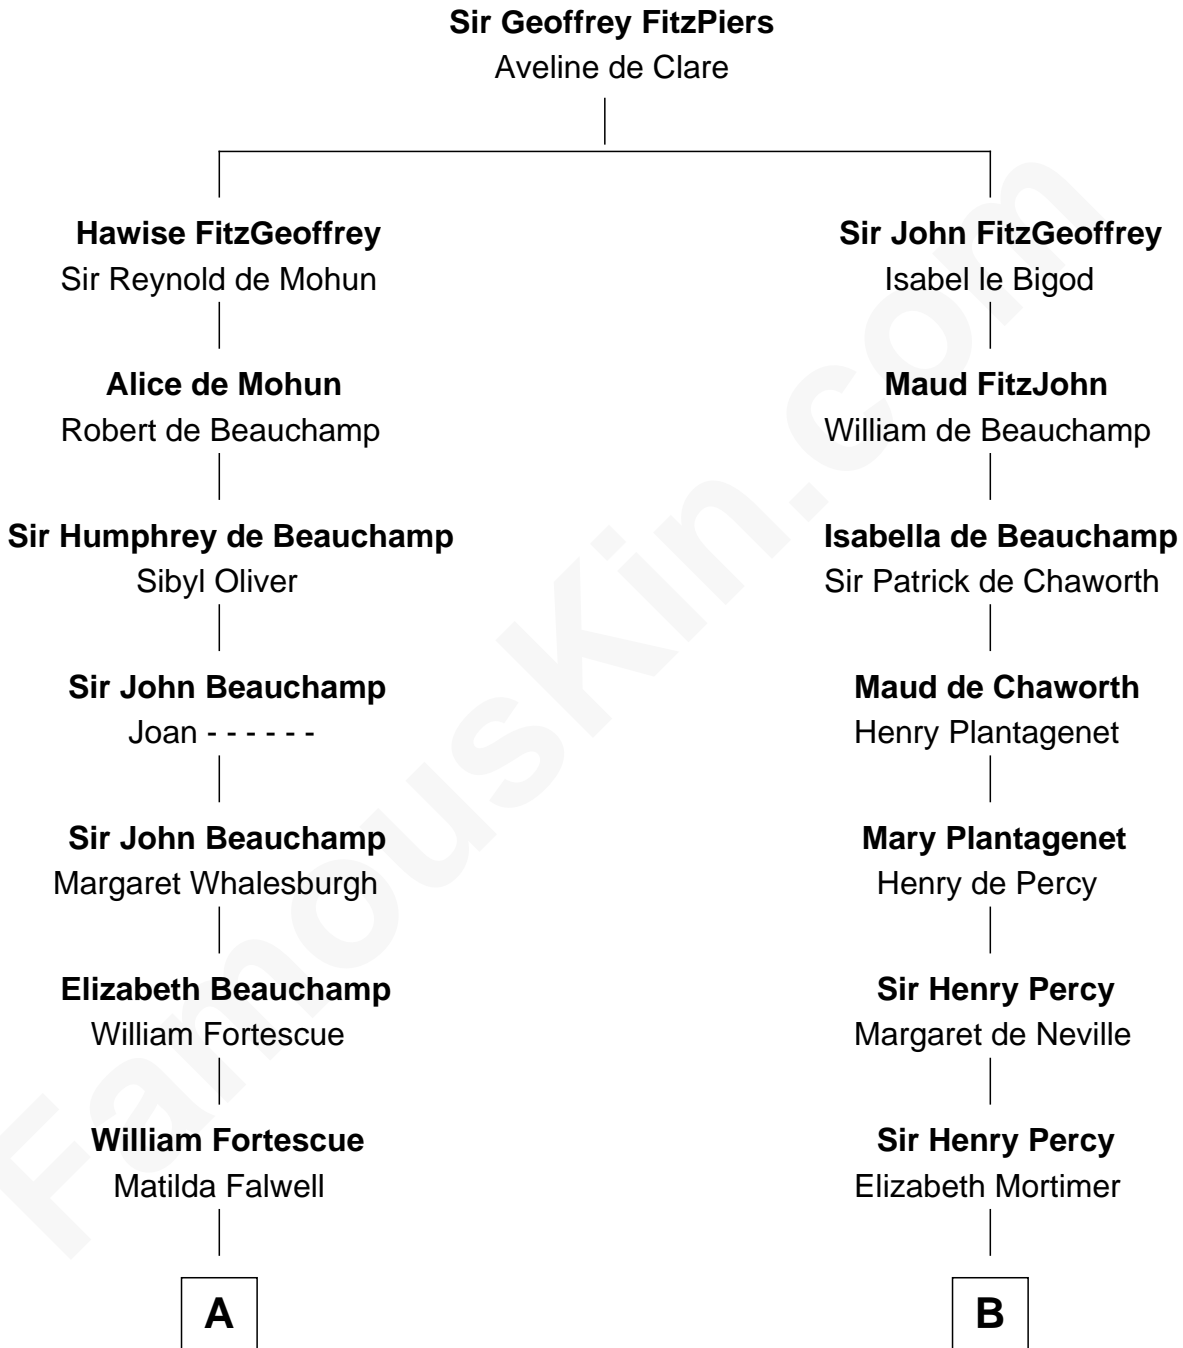 Sir Geoffrey FitzPiers
Aveline de Clare
Hawise FitzGeoffrey
Sir Reynold de Mohun
Sir John FitzGeoffrey
Isabel le Bigod
Alice de Mohun
Robert de Beauchamp
Maud FitzJohn
William de Beauchamp
Sir Humphrey de Beauchamp
Sibyl Oliver
Isabella de Beauchamp
Sir Patrick de Chaworth
Sir John Beauchamp
Joan - - - - - -
Maud de Chaworth
Henry Plantagenet
Sir John Beauchamp
Margaret Whalesburgh
Mary Plantagenet
Henry de Percy
Elizabeth Beauchamp
William Fortescue
Sir Henry Percy
Margaret de Neville
William Fortescue
Matilda Falwell
Sir Henry Percy
Elizabeth Mortimer
A
B
FamousKin.com